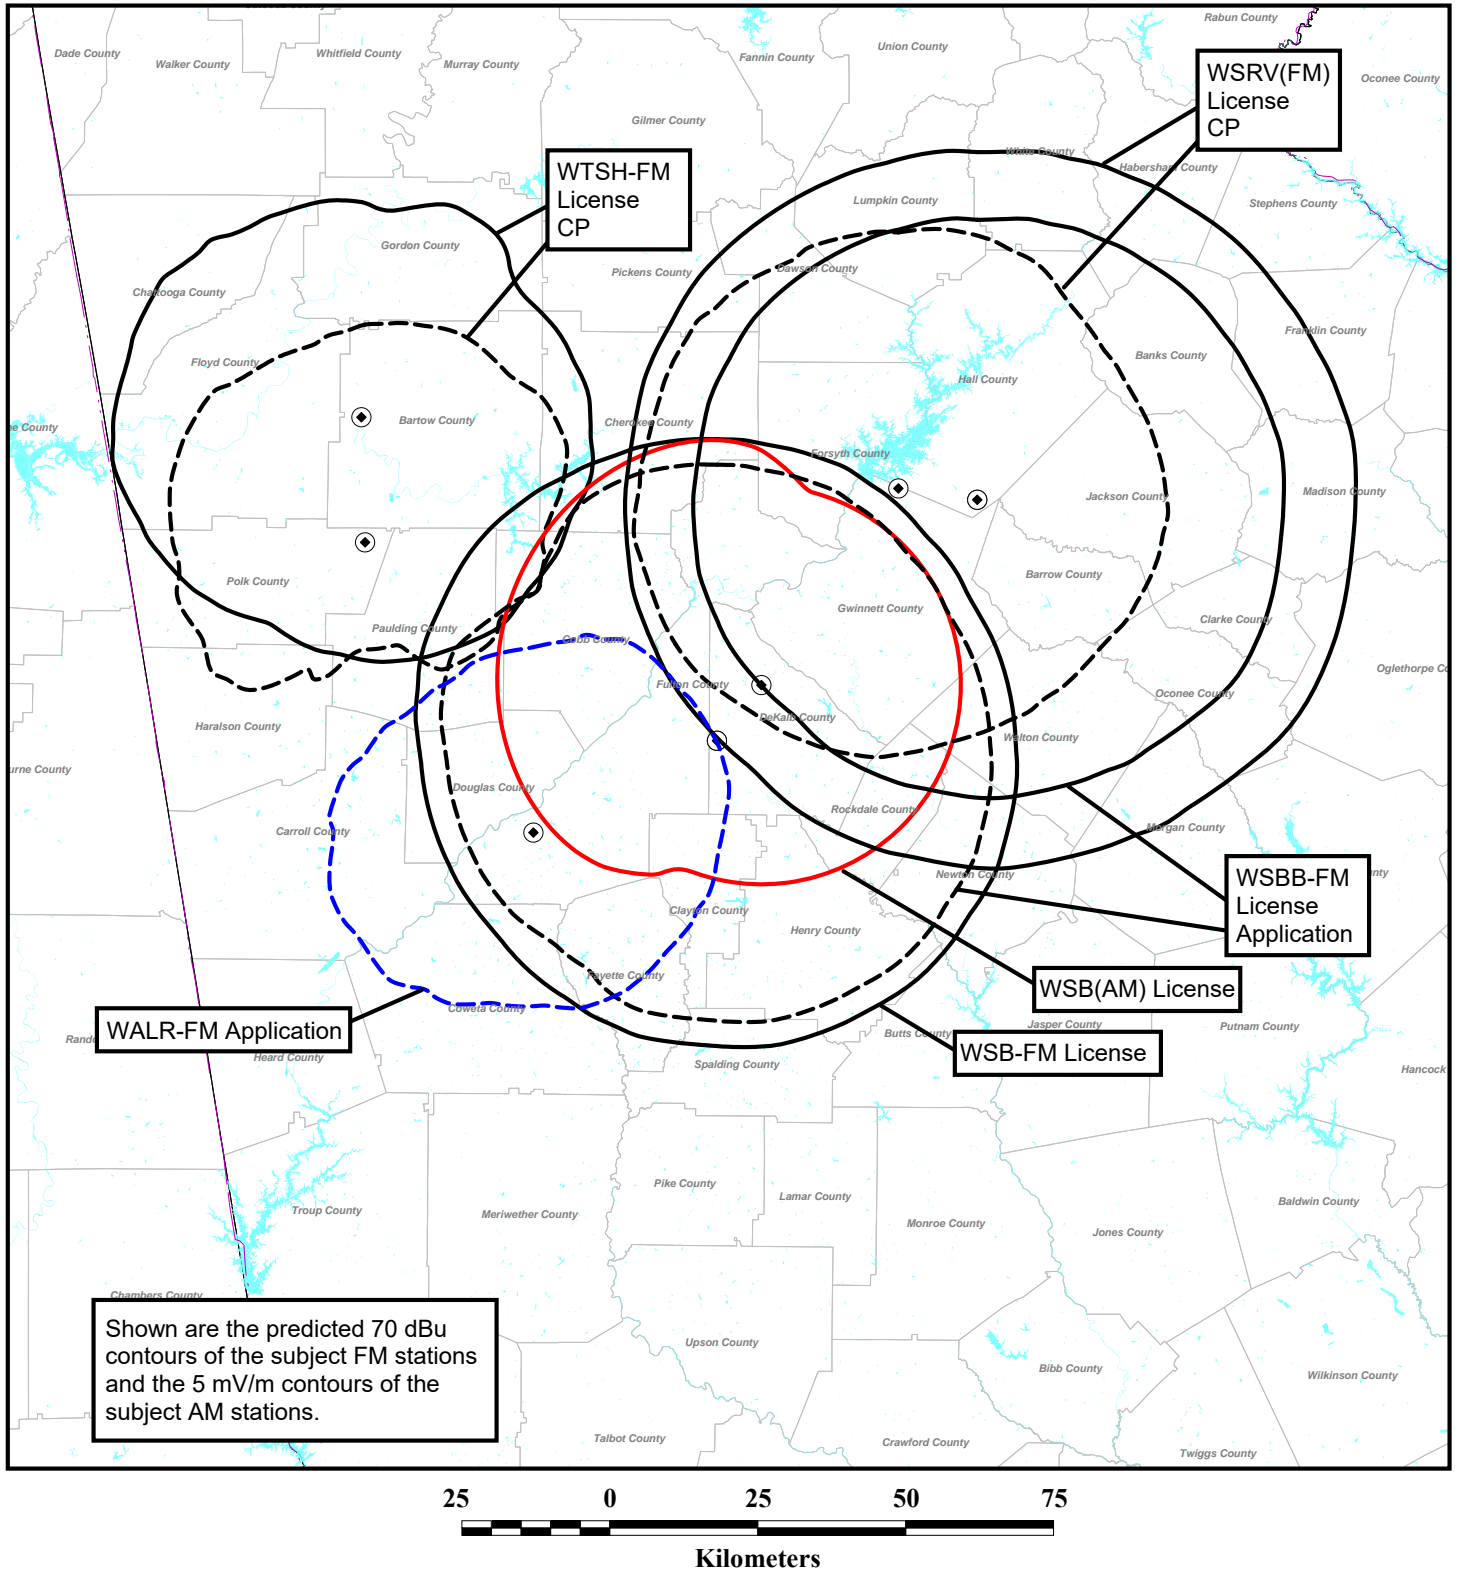 Rabun County
Dade County
Walker County
Whitfield County
Murray County
Fannin County
Union County
Oconee County
WSRV(FM)
License
CP
Gilmer County
White County
Habersham County
WTSH-FM
License
CP
Lumpkin County
Stephens County
Gordon County
Pickens County
Dawson County
Chattooga County
Franklin County
Floyd County
Banks County
Hall County
Bartow County
Cherokee County
Forsyth County
Jackson County
Madison County
Polk County
Barrow County
Gwinnett County
Clarke County
Paulding County
Cobb County
Fulton County
Oconee County
DeKalb County
Haralson County
Walton County
Douglas County
Rockdale County
Carroll County
Morgan County
Newton County
WSBB-FM
License
Application
Clayton County
Henry County
Fayette County
WSB(AM) License
Coweta County
WALR-FM Application
Butts County
Jasper County
Putnam County
WSB-FM License
Heard County
Spalding County
Hancock
Pike County
Lamar County
Baldwin County
Troup County
Meriwether County
Monroe County
Jones County
Chambers County
Shown are the predicted 70 dBu
contours of the subject FM stations
and the 5 mV/m contours of the
subject AM stations.
Upson County
Bibb County
Wilkinson County
Talbot County
Crawford County
Twiggs County
25 0 25 50 75
Kilometers